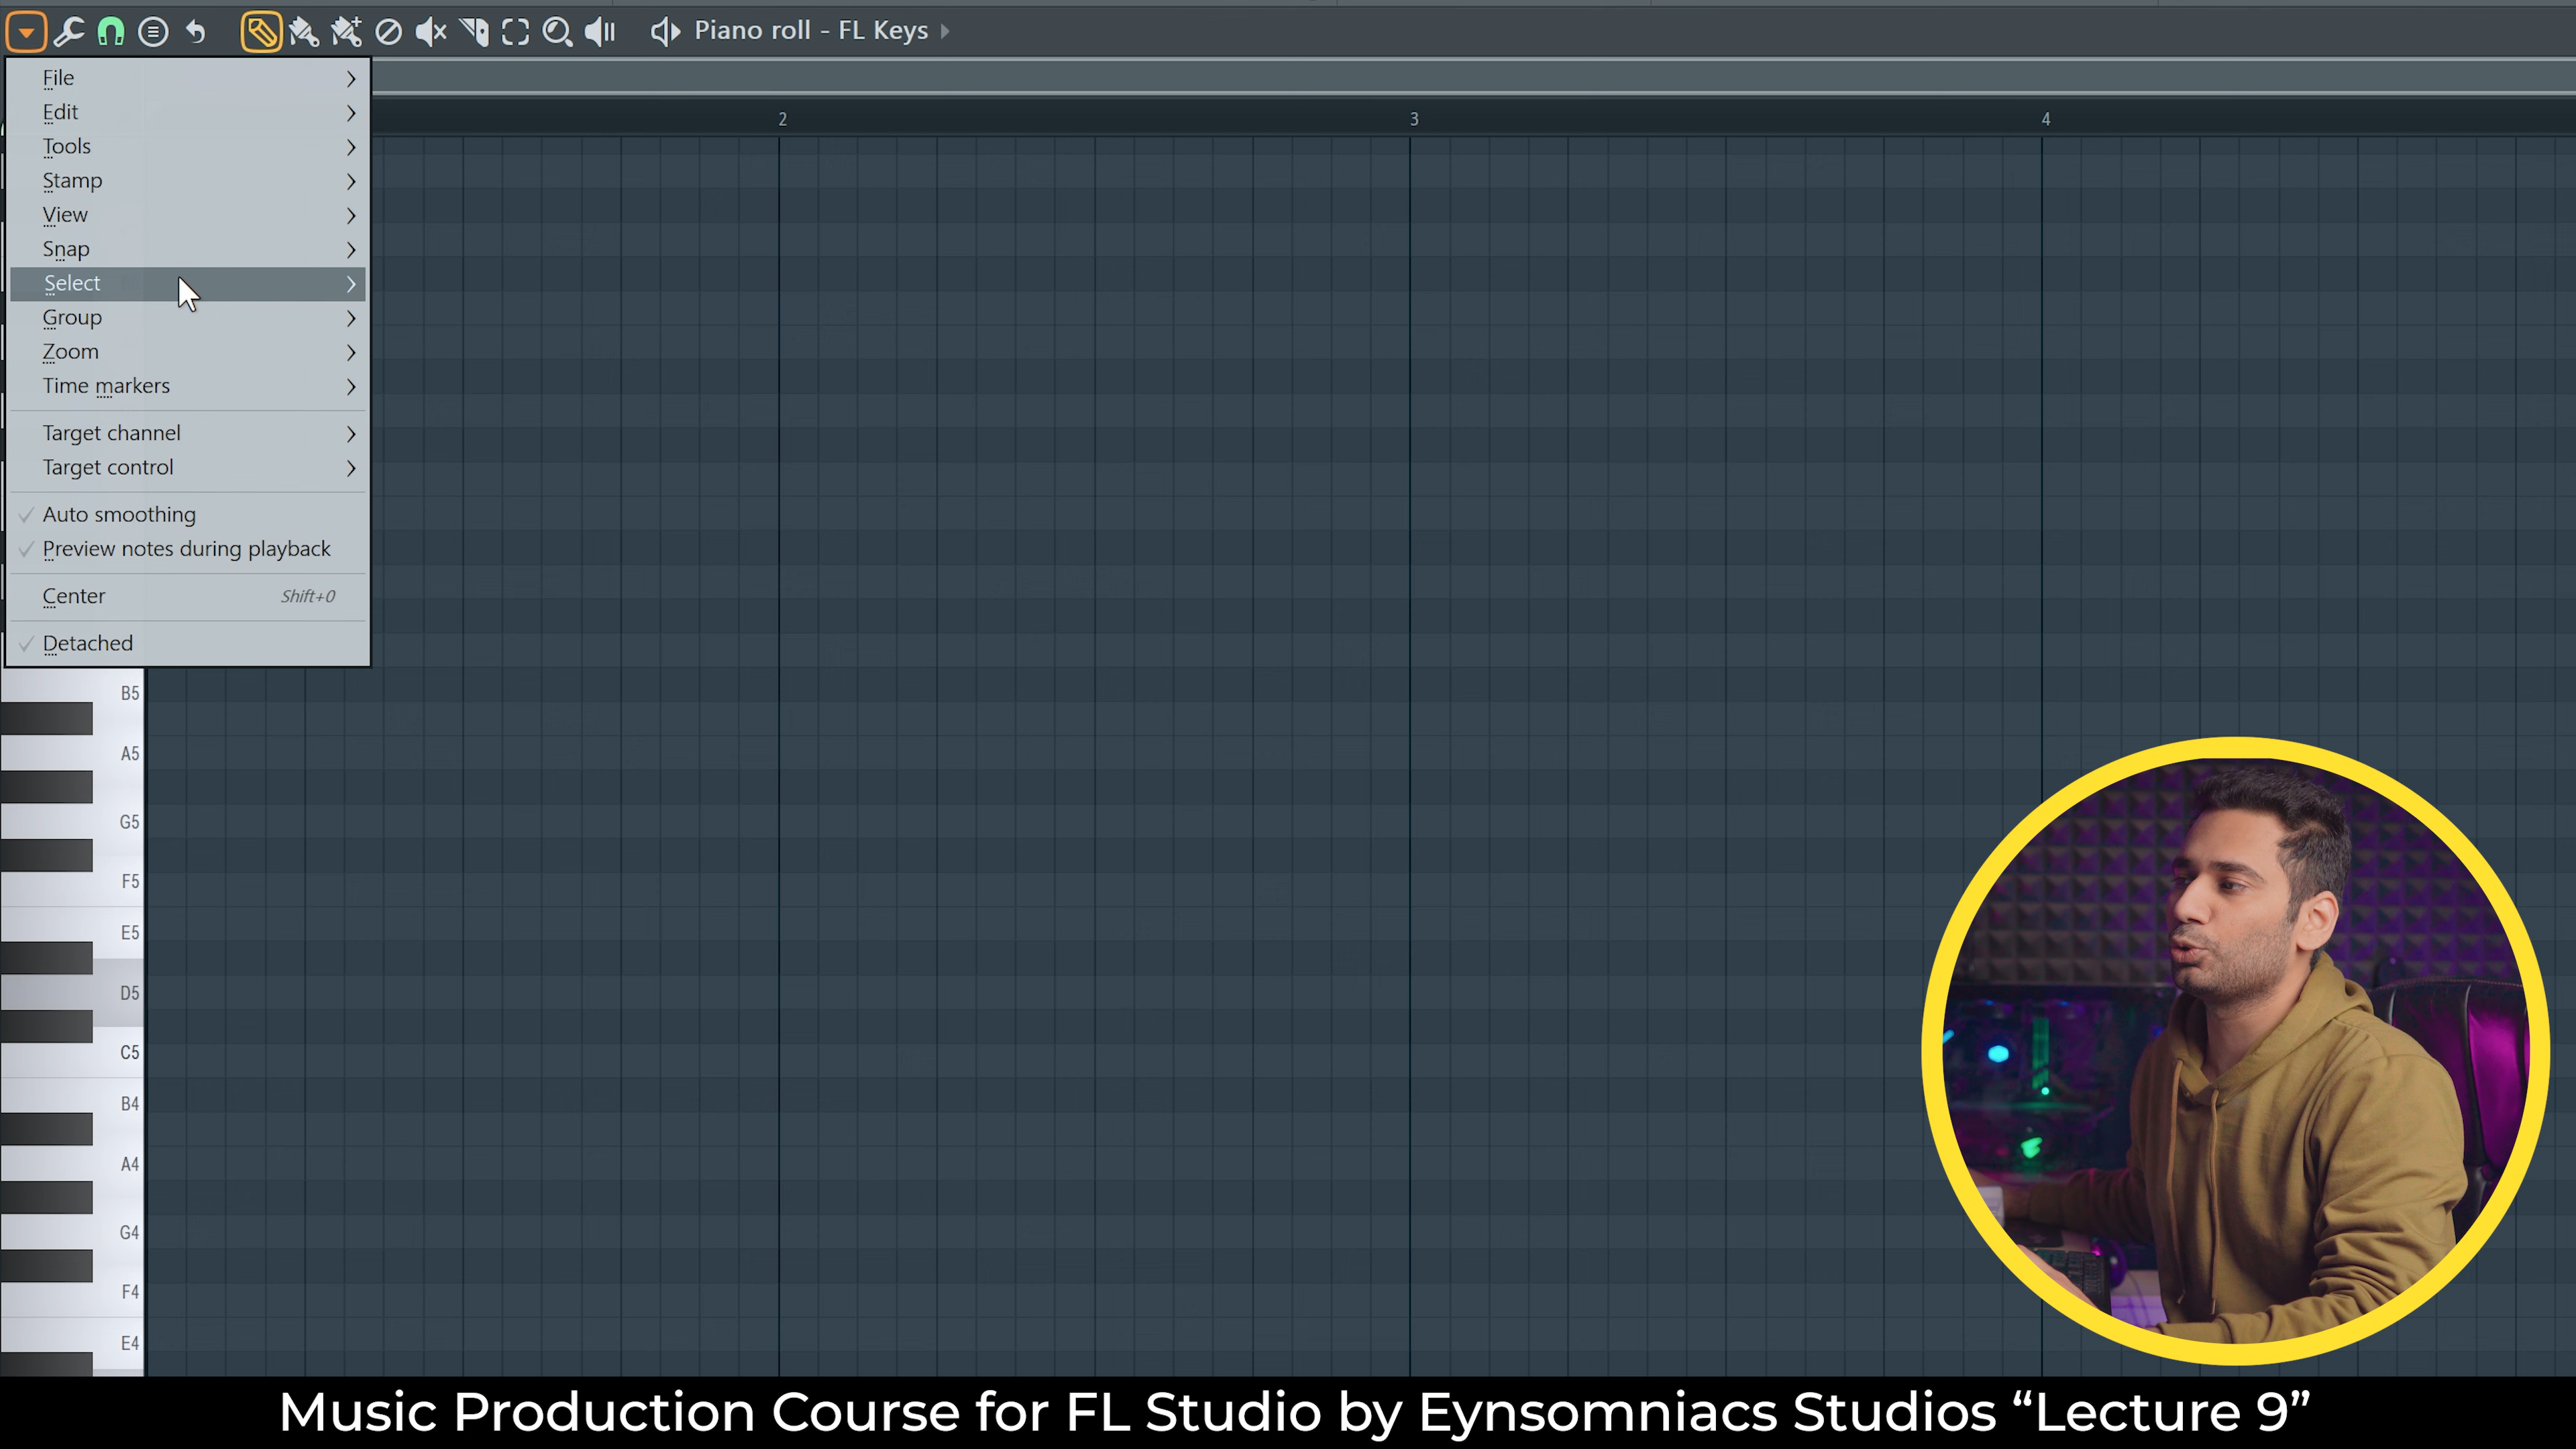 Piano roll - FL Keys
File
Edit
Tools
Stamp
View
Snap
Select
Group
Zoom
Time markers
Target channel
Target control
Auto smoothing
Preview notes during playback
Center Shift+0
Detached
2 3 4
B5
A5
G5
F5
E5
D5
C5
B4
A4
G4
F4
E4
Music Production Course for FL Studio by Eynsomniacs Studios “Lecture 9”